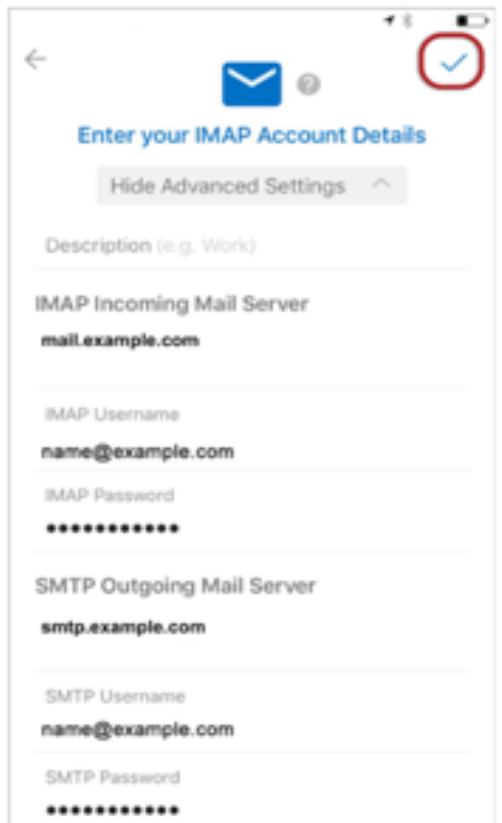 Enter your IMAP Account Details
Hide Advanced Settings
Description (e.g. Work)
IMAP Incoming Mail Server
mail.example.com
IMAP Username
name@example.com
IMAP Password
•••••••••••
SMTP Outgoing Mail Server
smtp.example.com
SMTP Username
name@example.com
SMTP Password
•••••••••••